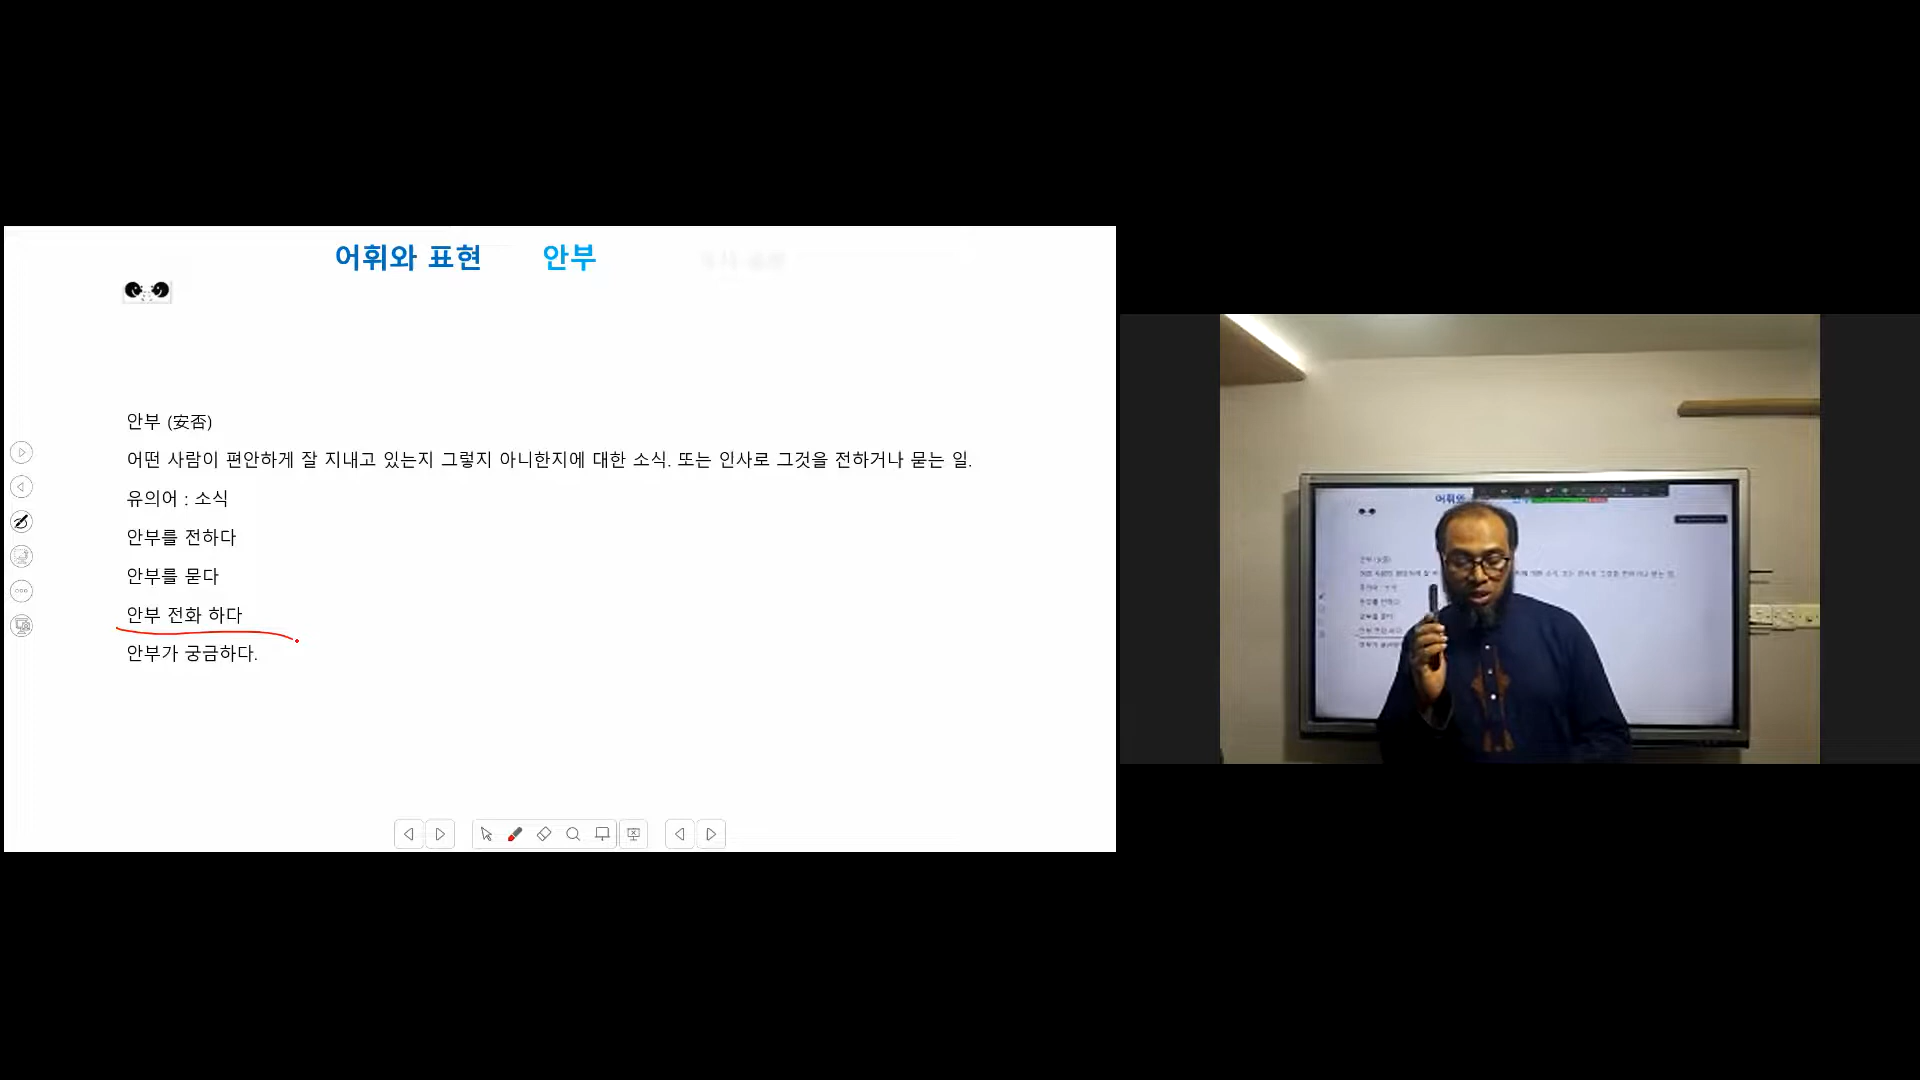 어휘와 표현 안부
안부 (安否)
어떤 사람이 편안하게 잘 지내고 있는지 그렇지 아니한지에 대한 소식. 또는 인사로 그것을 전하거나 묻는 일.
유의어 : 소식
안부를 전하다
안부를 묻다
안부 전화 하다
안부가 궁금하다.